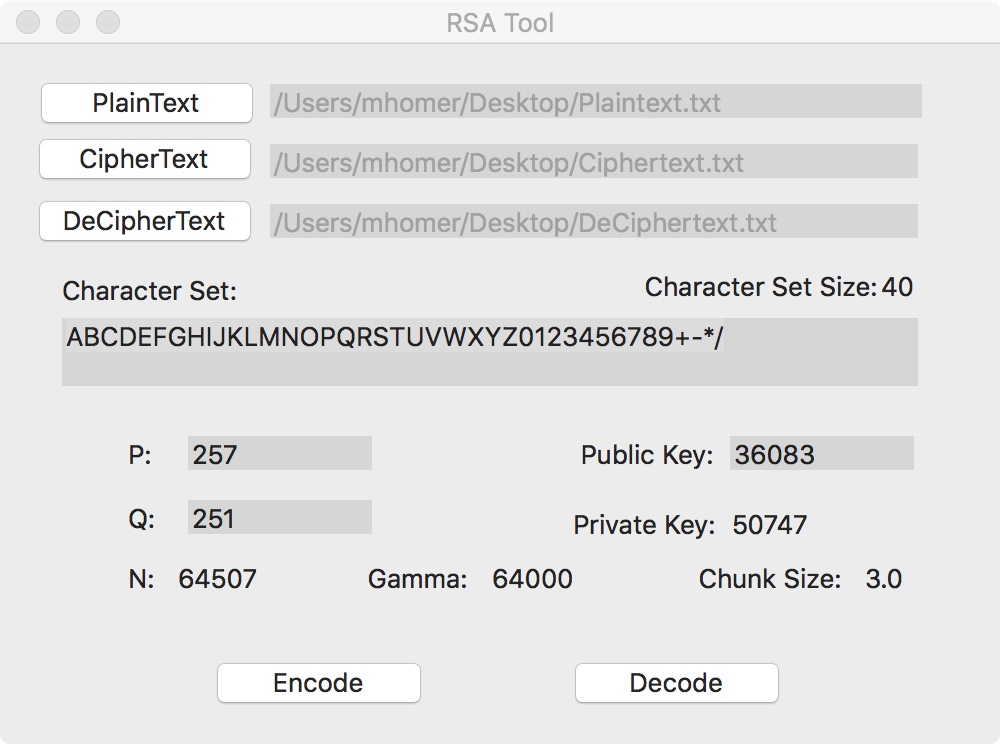 RSA Tool
PlainText /Users/mhomer/Desktop/Plaintext.txt
CipherText /Users/mhomer/Desktop/Ciphertext.txt
DeCipherText /Users/mhomer/Desktop/DeCiphertext.txt
Character Set: Character Set Size: 40
ABCDEFGHIJKLMNOPQRSTUVWXYZ0123456789+-*/
P: 257 Public Key: 36083
Q: 251 Private Key: 50747
N: 64507 Gamma: 64000 Chunk Size: 3.0
Encode Decode